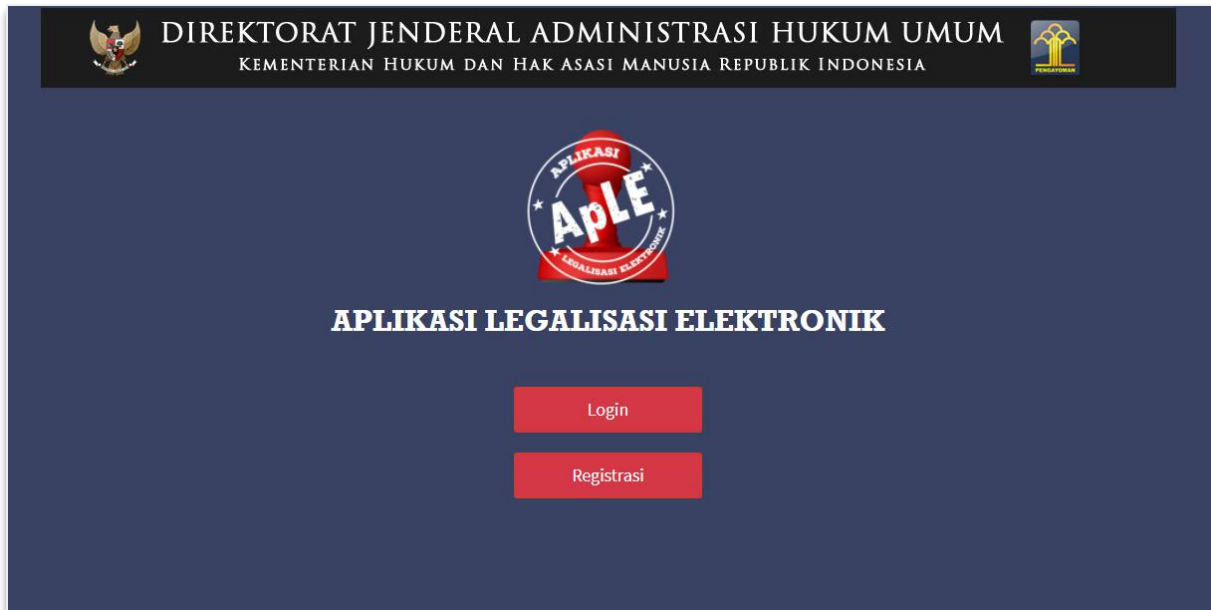 DIREKTORAT JENDERAL ADMINISTRASI HUKUM UMUM
KEMENTERIAN HUKUM DAN HAK ASASI MANUSIA REPUBLIK INDONESIA
PENGAYOMAN
APLIKASI
ApLE
LEGALISASI ELEKTRONIK
APLIKASI LEGALISASI ELEKTRONIK
Login
Registrasi